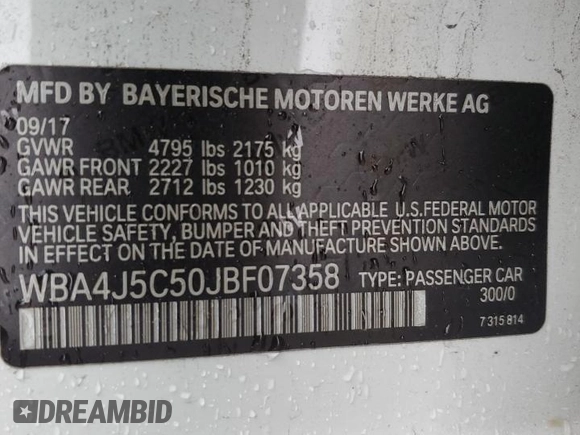 MFD BY BAYERISCHE MOTOREN WERKE AG
09/17
GVWR 4795 lbs 2175 kg
GAWR FRONT 2227 lbs 1010 kg
GAWR REAR 2712 lbs 1230 kg
THIS VEHICLE CONFORMS TO ALL APPLICABLE U.S.FEDERAL MOTOR
VEHICLE SAFETY, BUMPER AND THEFT PREVENTION STANDARDS
IN EFFECT ON THE DATE OF MANUFACTURE SHOWN ABOVE.
WBA4J5C50JBF07358 TYPE: PASSENGER CAR
300/0
7 315 814
DREAMBID